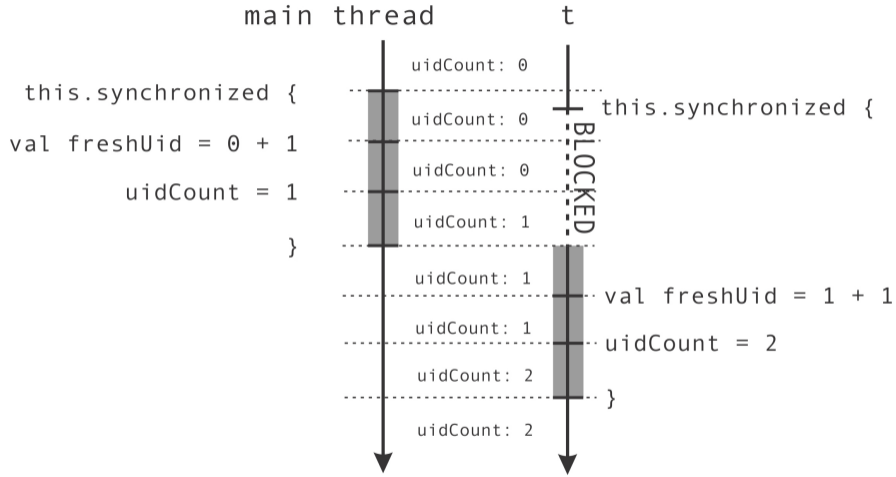 main thread
t
uidCount: 0
this.synchronized {
uidCount: 0
this.synchronized {
val freshUid = 0 + 1
BLOCKED
uidCount: 0
uidCount = 1
uidCount: 1
}
uidCount: 1
val freshUid = 1 + 1
uidCount: 1
uidCount = 2
uidCount: 2
}
uidCount: 2